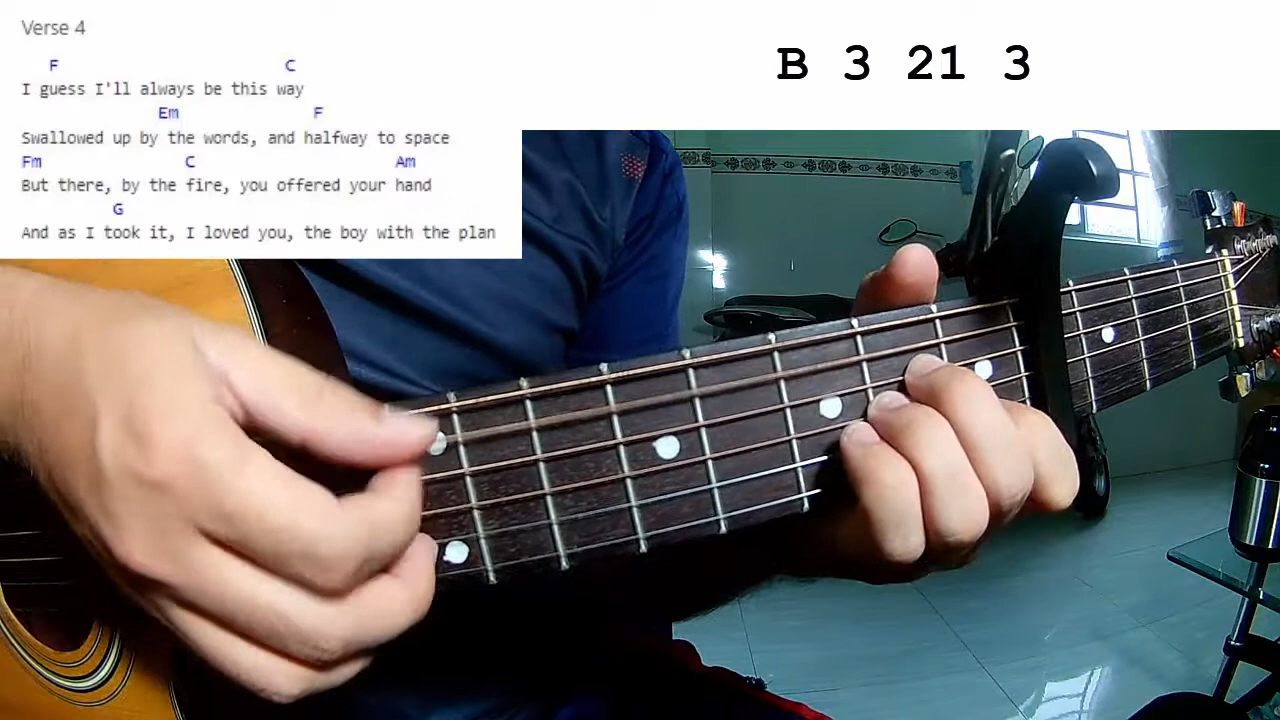 Verse 4
F C
I guess I'll always be this way
Em F
Swallowed up by the words, and halfway to space
Fm C Am
But there, by the fire, you offered your hand
G
And as I took it, I loved you, the boy with the plan
B 3 21 3